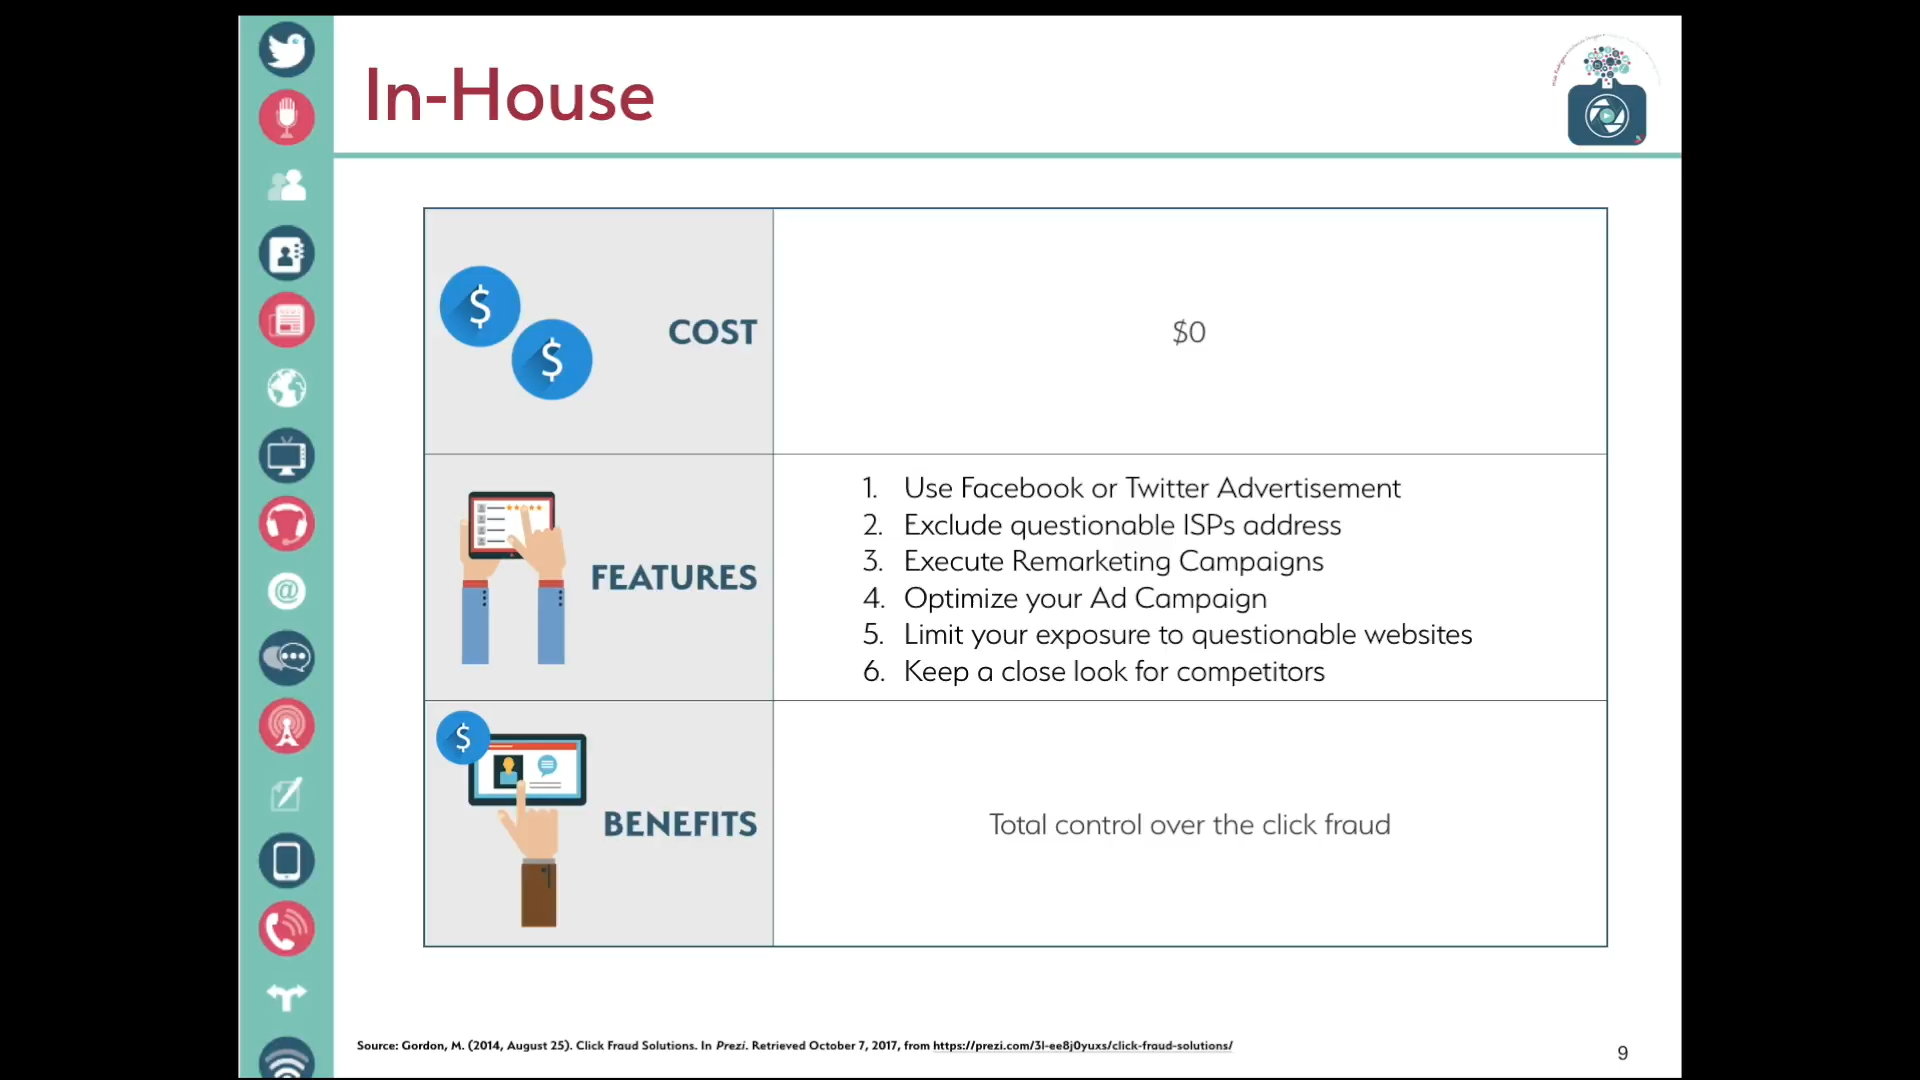 In-House
COST
$0
FEATURES
1. Use Facebook or Twitter Advertisement
2. Exclude questionable ISPs address
3. Execute Remarketing Campaigns
4. Optimize your Ad Campaign
5. Limit your exposure to questionable websites
6. Keep a close look for competitors
BENEFITS
Total control over the click fraud
Source: Gordon, M. (2014, August 25). Click Fraud Solutions. In Prezi. Retrieved October 7, 2017, from https://prezi.com/3l-ee8j0yuxs/click-fraud-solutions/
9